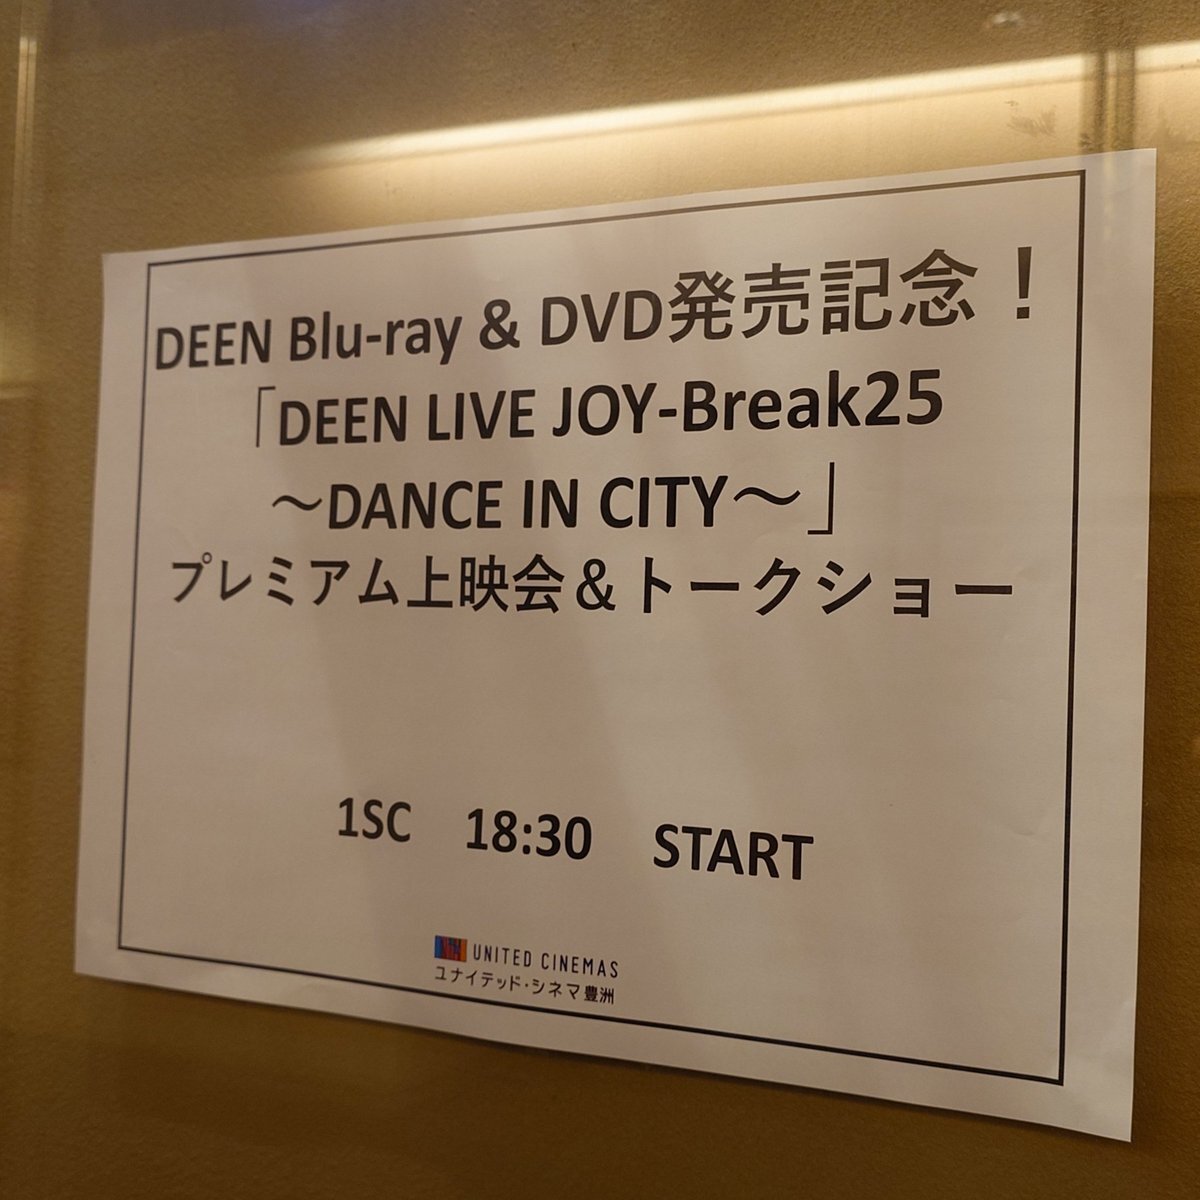 DEEN Blu-ray & DVD発売記念！
「DEEN LIVE JOY-Break25
～DANCE IN CITY～」
プレミアム上映会＆トークショー
1SC 18:30 START
UNITED CINEMAS
ユナイテッド・シネマ豊洲